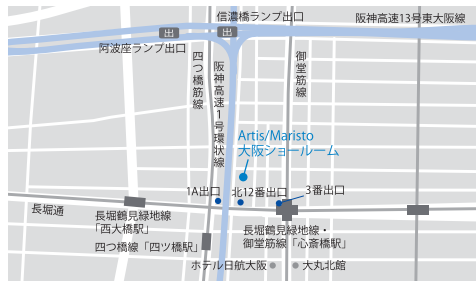 信濃橋ランプ出口
阪神高速13号東大阪線
出
出
阿波座ランプ出口
四つ橋筋線
阪神高速1号環状線
御堂筋線
Artis/Maristo
大阪ショールーム
1A出口
北12番出口
3番出口
長堀通
長堀鶴見緑地線
「西大橋駅」
四つ橋線「四ツ橋駅」
長堀鶴見緑地線・
御堂筋線「心斎橋駅」
ホテル日航大阪
大丸北館